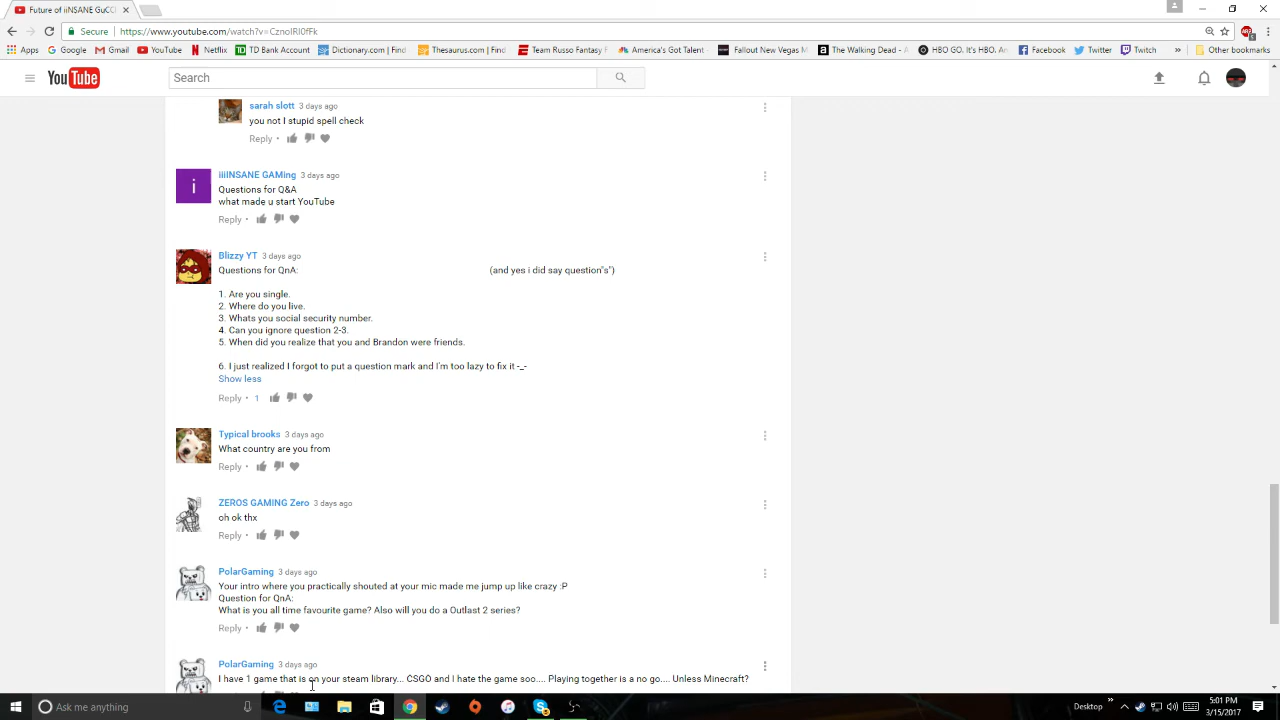 Future of iiNSANE GuCC
Secure https://www.youtube.com/watch?v=CznoIRI0fFk
Apps Google Gmail YouTube Netflix TD Bank Account Dictionary.com | Find Thesaurus.com | Find Team Russo Fantasy F America's Got Talent Fallout New Vegas M The Walking Dead - A HBO GO. It's HBO. An Facebook Twitter Twitch » Other bookmarks
YouTube Search
sarah slott 3 days ago
you not I stupid spell check
Reply •
i iiiINSANE GAMing 3 days ago
Questions for Q&A
what made u start YouTube
Reply •
Blizzy YT 3 days ago
Questions for QnA: (and yes i did say question"s")
1. Are you single.
2. Where do you live.
3. Whats you social security number.
4. Can you ignore question 2-3.
5. When did you realize that you and Brandon were friends.
6. I just realized I forgot to put a question mark and I'm too lazy to fix it -_-
Show less
Reply • 1
Typical brooks 3 days ago
What country are you from
Reply •
ZEROS GAMING Zero 3 days ago
oh ok thx
Reply •
PolarGaming 3 days ago
Your intro where you practically shouted at your mic made me jump up like crazy :P
Question for QnA:
What is you all time favourite game? Also will you do a Outlast 2 series?
Reply •
PolarGaming 3 days ago
I have 1 game that is on your steam library... CSGO and I hate the game soo.... Playing together is a no go.... Unless Minecraft?
Ask me anything Desktop » 5:01 PM
3/15/2017